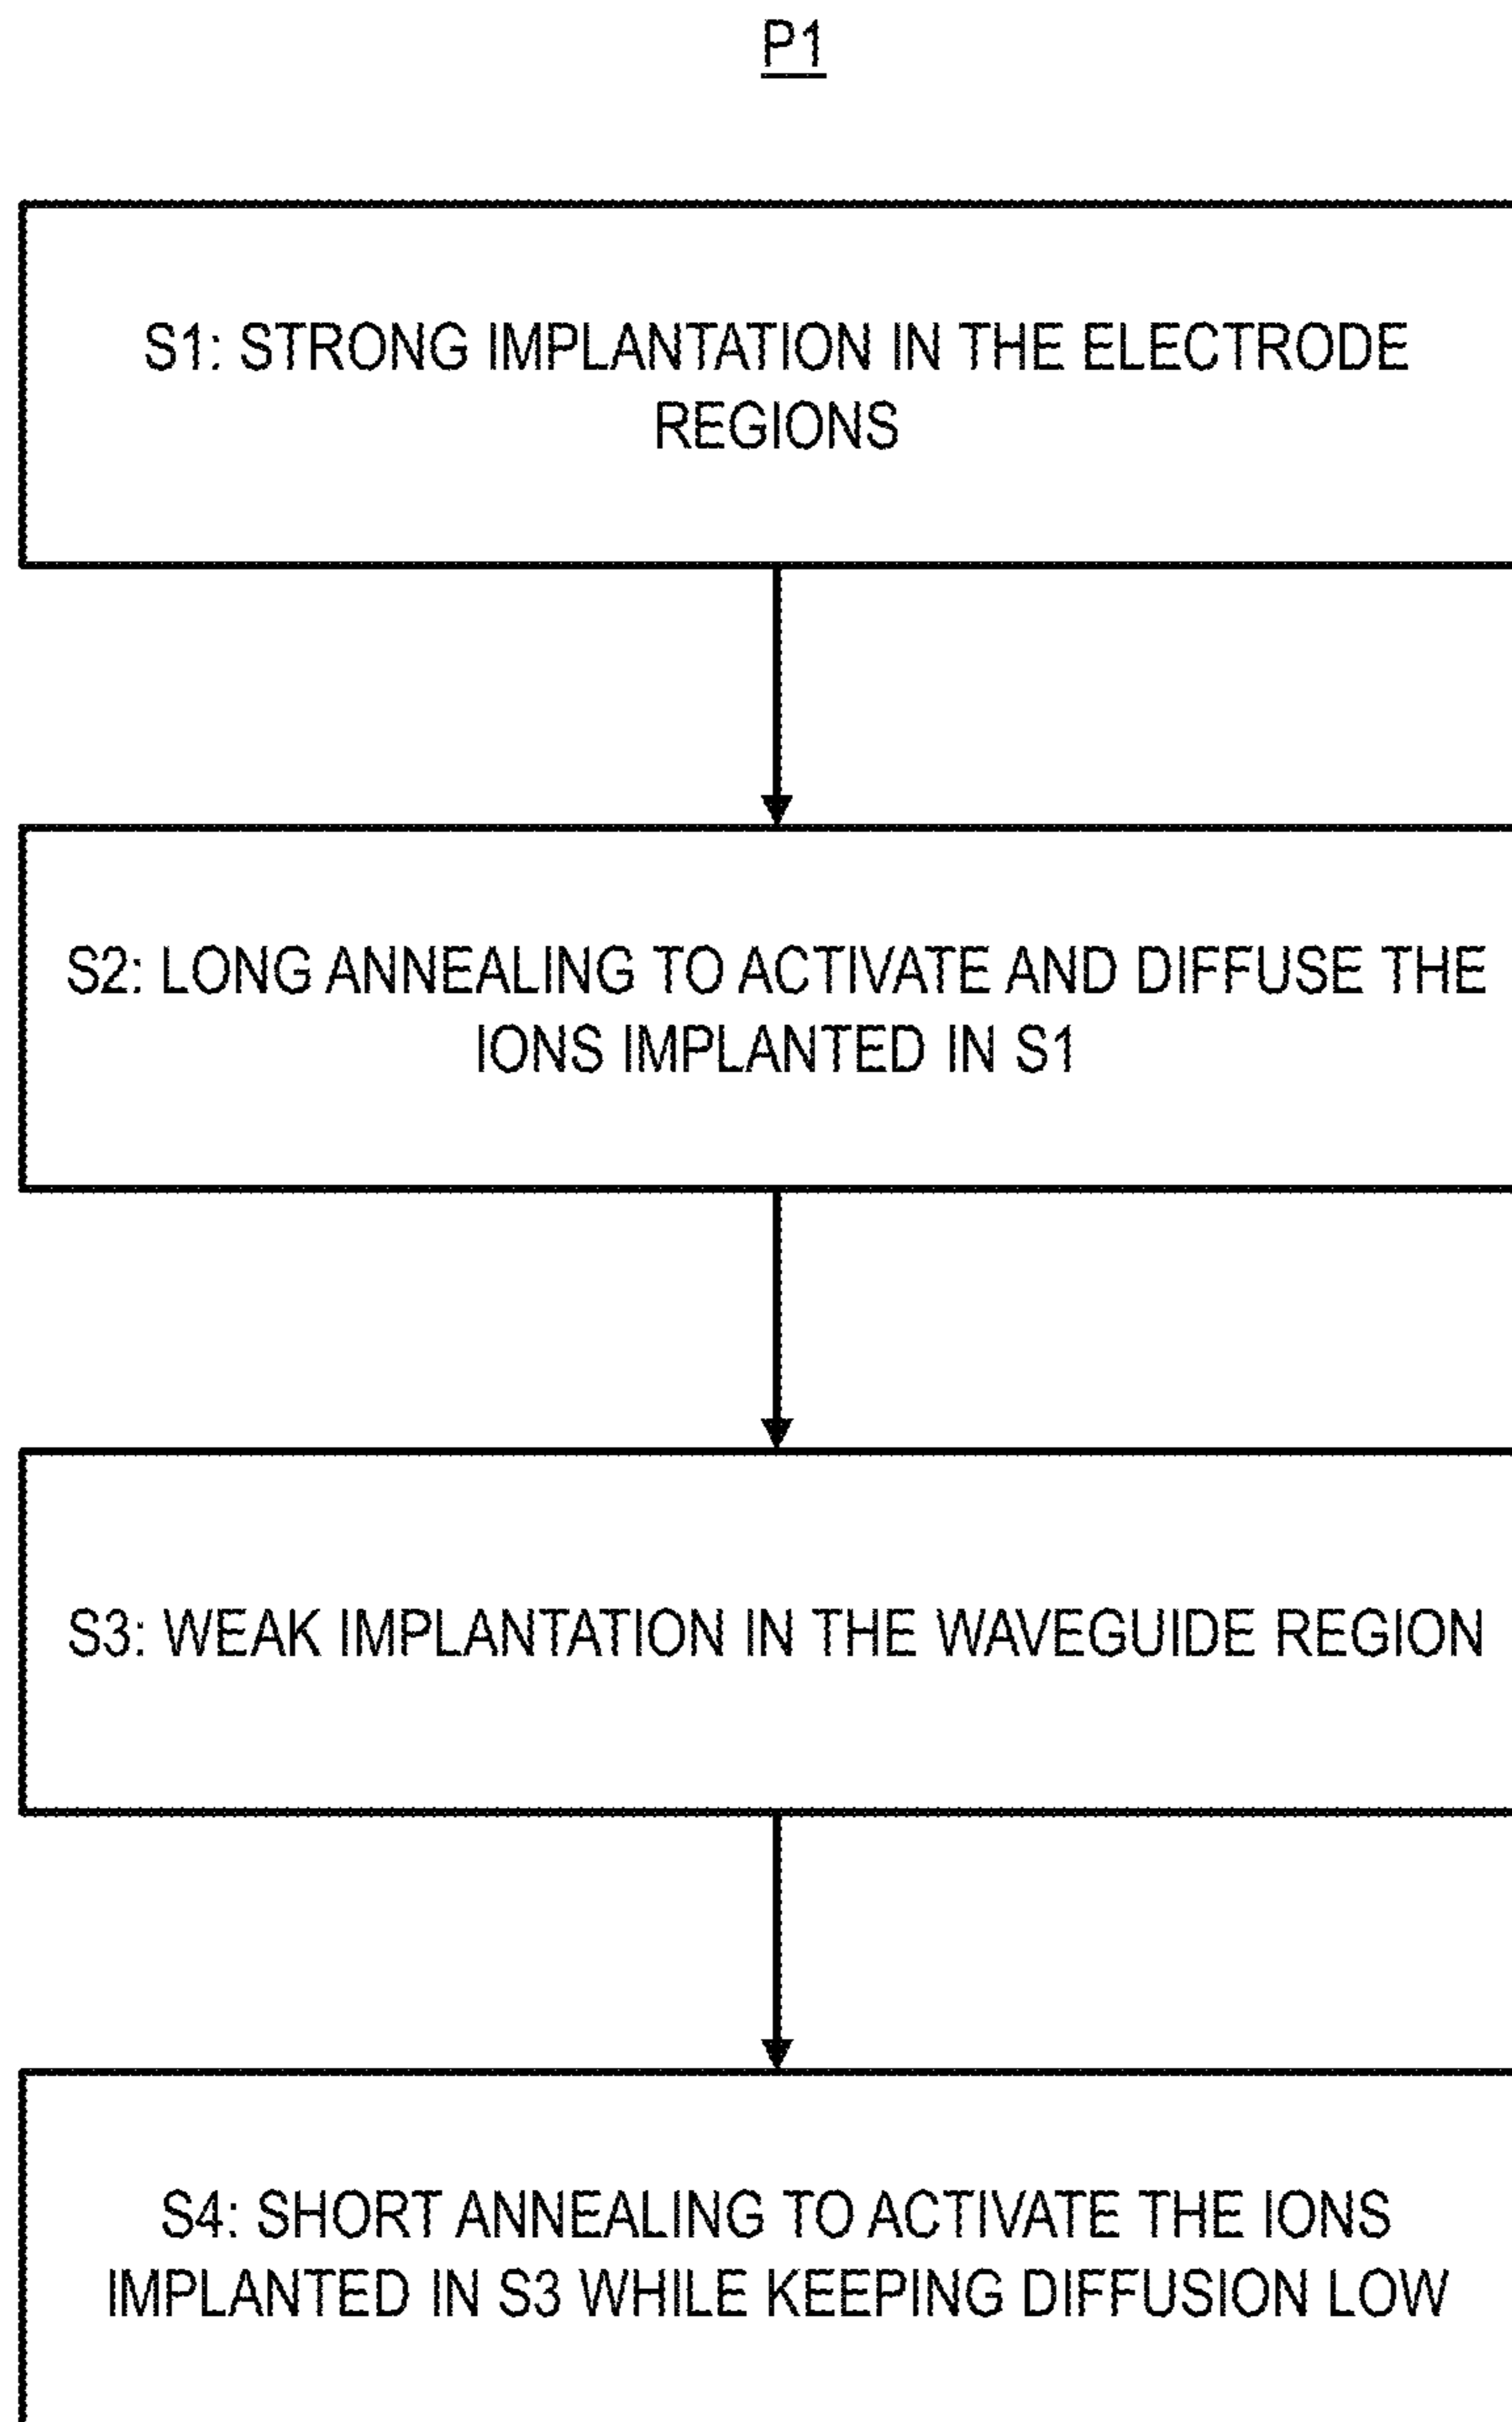 P1
S1: STRONG IMPLANTATION IN THE ELECTRODE
REGIONS
S2: LONG ANNEALING TO ACTIVATE AND DIFFUSE THE
IONS IMPLANTED IN S1
S3: WEAK IMPLANTATION IN THE WAVEGUIDE REGION
S4: SHORT ANNEALING TO ACTIVATE THE IONS
IMPLANTED IN S3 WHILE KEEPING DIFFUSION LOW